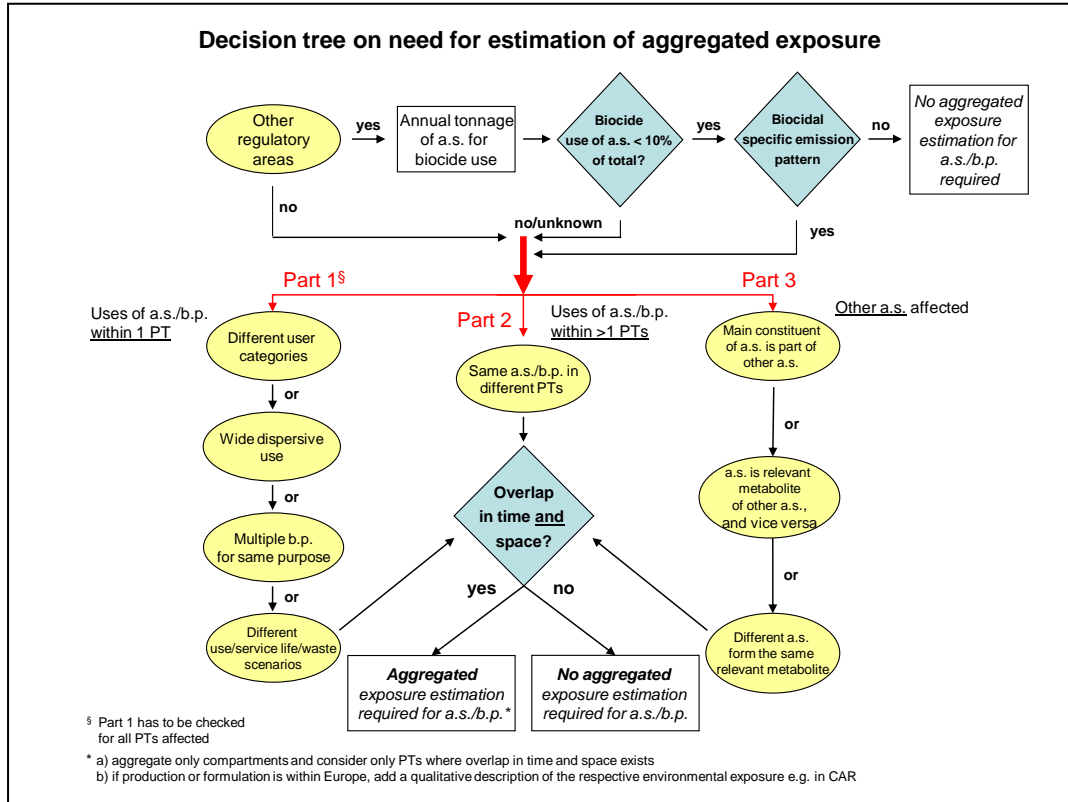 Decision tree on need for estimation of aggregated exposure
Other
regulatory
areas
yes
Annual tonnage
of a.s. for
biocide use
Biocide
use of a.s. < 10%
of total?
yes
Biocidal
specific emission
pattern
no
No aggregated
exposure
estimation for
a.s./b.p.
required
no
no/unknown
yes
Part 1§
Part 2
Part 3
Uses of a.s./b.p.
within 1 PT
Uses of a.s./b.p.
within >1 PTs
Other a.s. affected
Different user
categories
or
Wide dispersive
use
or
Multiple b.p.
for same purpose
or
Different
use/service life/waste
scenarios
Same a.s./b.p. in
different PTs
Overlap
in time and
space?
yes
no
Aggregated
exposure estimation
required for a.s./b.p.*
No aggregated
exposure estimation
required for a.s./b.p.
Main constituent
of a.s. is part of
other a.s.
or
a.s. is relevant
metabolite
of other a.s.,
and vice versa
or
Different a.s.
form the same
relevant metabolite
§ Part 1 has to be checked
for all PTs affected
* a) aggregate only compartments and consider only PTs where overlap in time and space exists
b) if production or formulation is within Europe, add a qualitative description of the respective environmental exposure e.g. in CAR